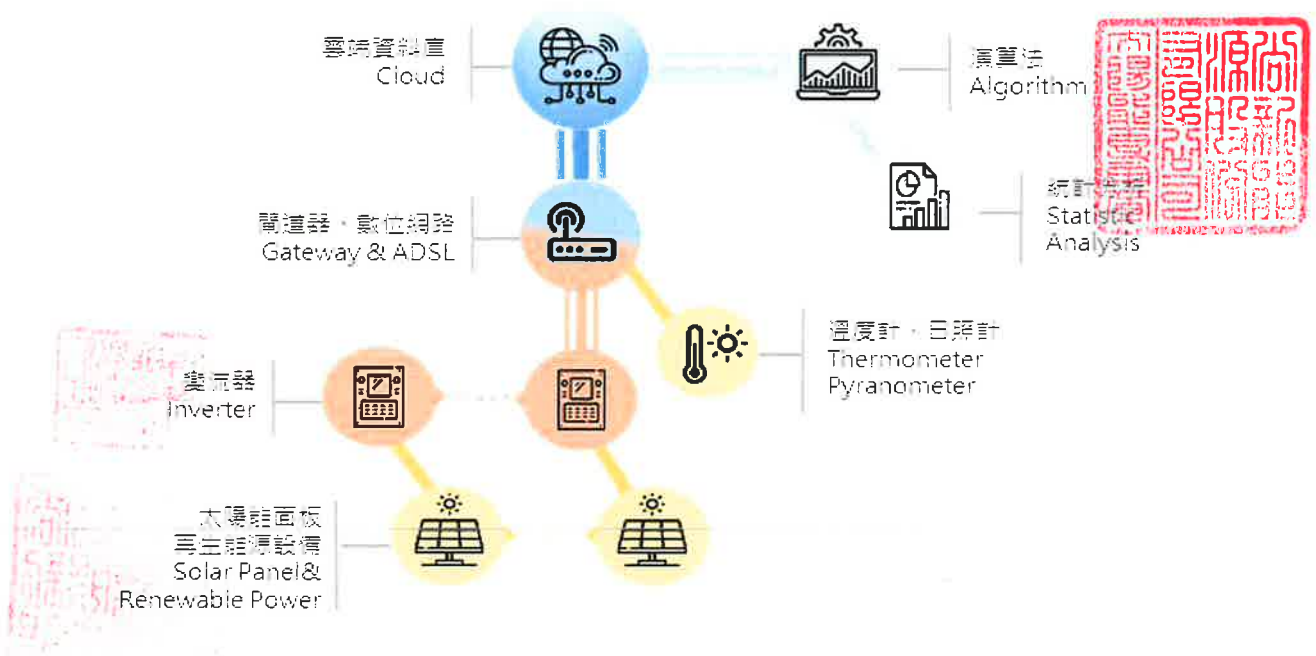 雲端資料庫
Cloud
演算法
Algorithm
統計分析
Statistic
Analysis
閘道器、數位網路
Gateway & ADSL
溫度計、日照計
Thermometer
Pyranometer
變流器
Inverter
太陽能面板
再生能源設備
Solar Panel&
Renewable Power